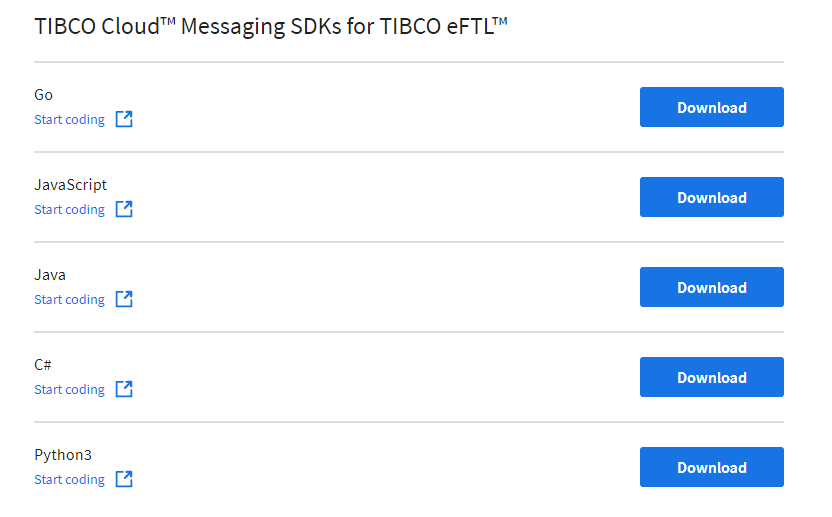 TIBCO Cloud™ Messaging SDKs for TIBCO eFTL™
Go
Start coding
Download
JavaScript
Start coding
Download
Java
Start coding
Download
C#
Start coding
Download
Python3
Start coding
Download